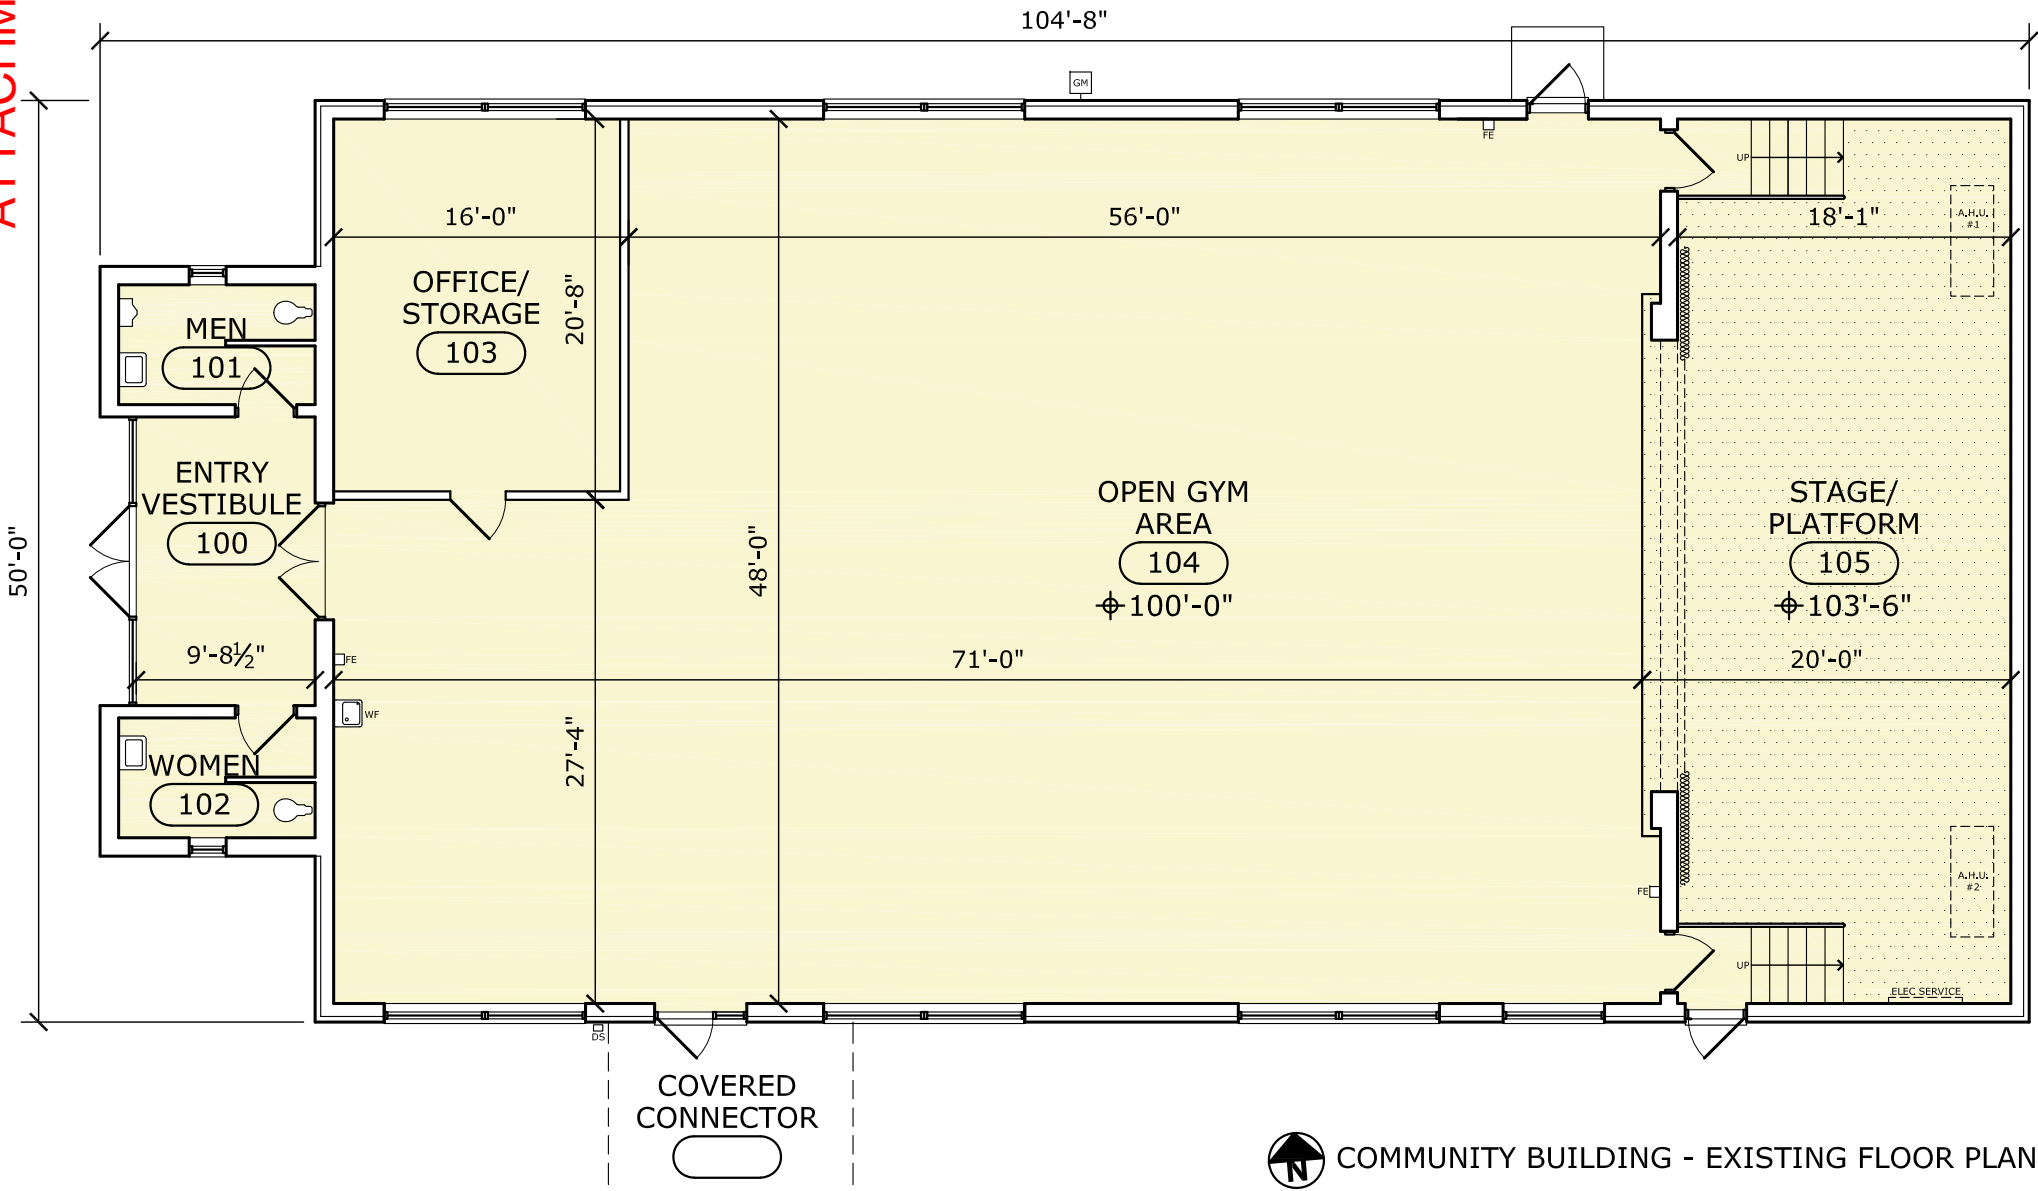 104'-8"
GM
FE
UP
16'-0"
56'-0"
18'-1"
A.H.U.
#1
OFFICE/
STORAGE
103
20'-8"
MEN
101
ENTRY
VESTIBULE
100
50'-0"
48'-0"
OPEN GYM
AREA
104
100'-0"
STAGE/
PLATFORM
105
103'-6"
9'-8½"
FE
71'-0"
20'-0"
WF
27'-4"
WOMEN
102
FE
A.H.U.
#2
UP
ELEC SERVICE
DS
COVERED
CONNECTOR
N
COMMUNITY BUILDING - EXISTING FLOOR PLAN